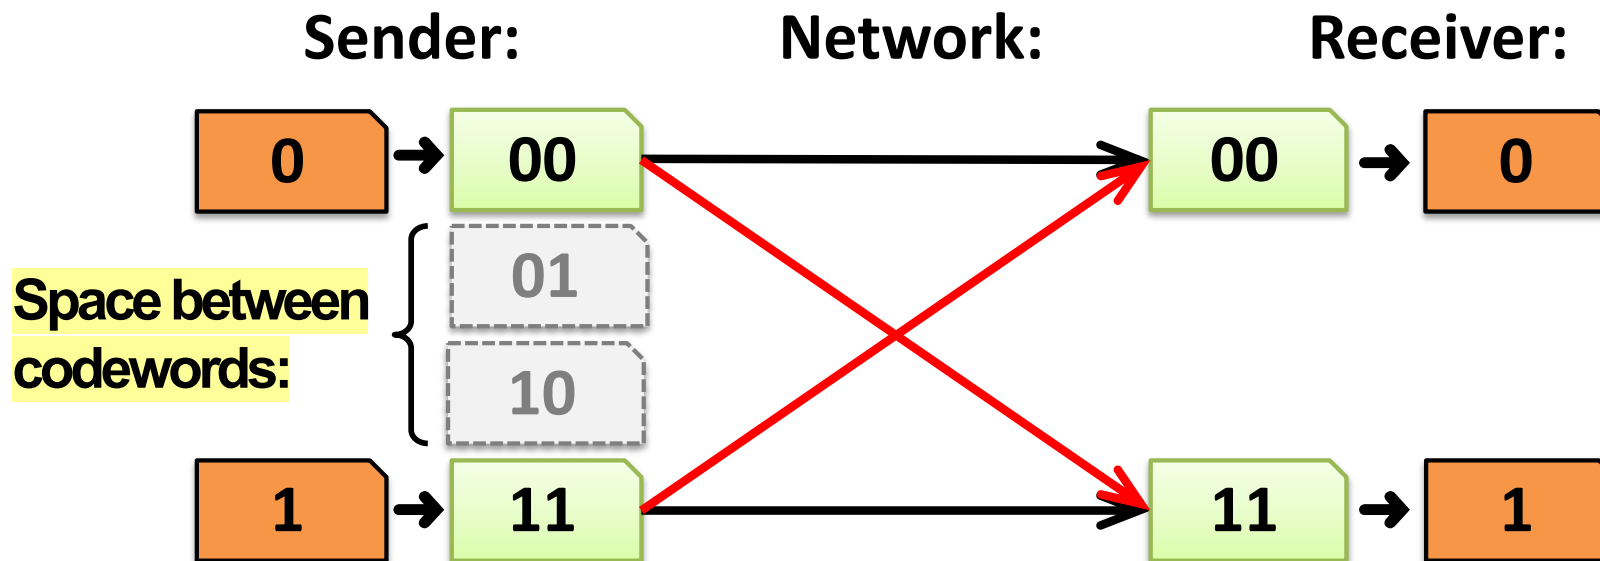 Sender: Network: Receiver:
0 00 00 0
01
Space between
codewords:
10
1 11 11 1